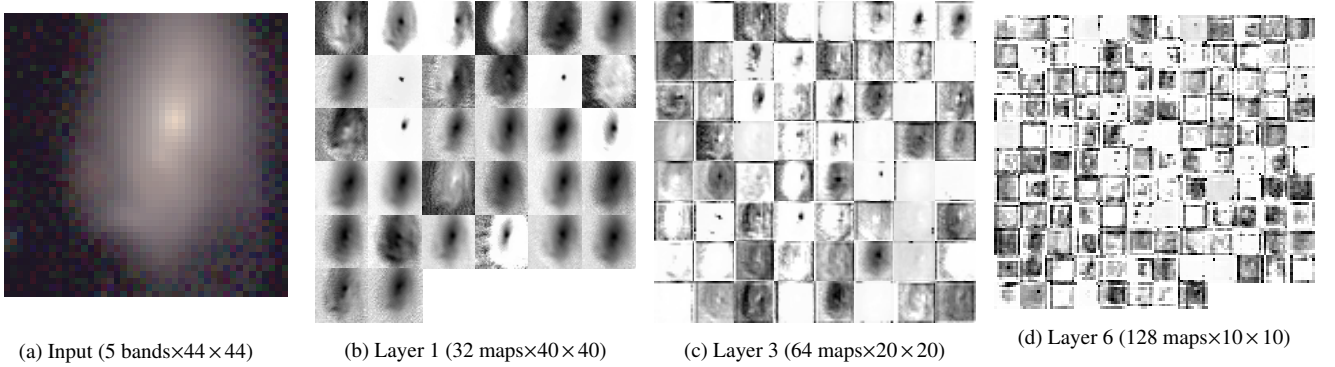 (a) Input (5 bands×44×44)
(b) Layer 1 (32 maps×40×40)
(c) Layer 3 (64 maps×20×20)
(d) Layer 6 (128 maps×10×10)